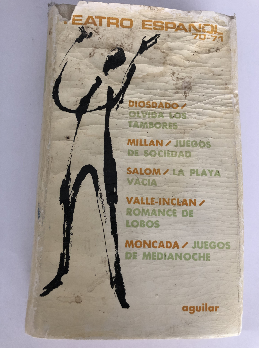 TEATRO ESPAÑOL
70-71
DIOSDADO/
OLVIDA LOS
TAMBORES
MILLAN/ JUEGOS
DE SOCIEDAD
SALOM/ LA PLAYA
VACIA
VALLE-INCLAN/
ROMANCE DE
LOBOS
MONCADA/ JUEGOS
DE MEDIANOCHE
aguilar